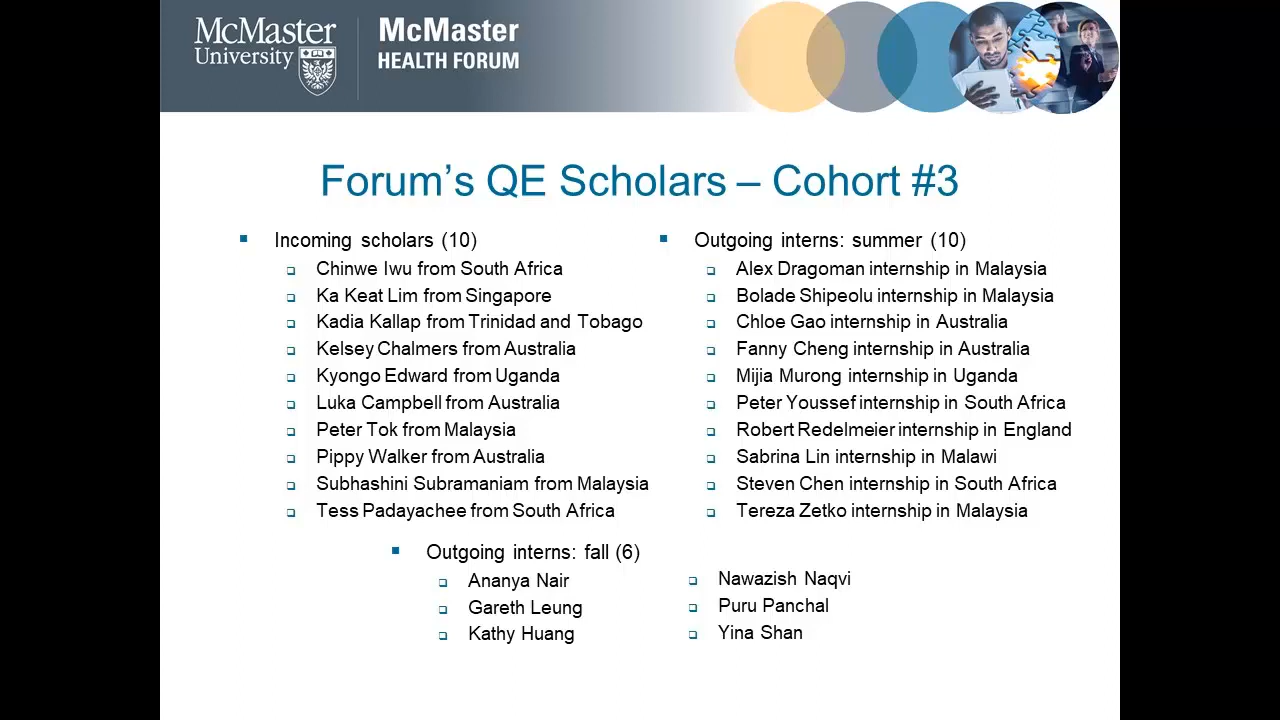 McMaster
University
McMaster
HEALTH FORUM
Forum’s QE Scholars – Cohort #3
Incoming scholars (10)
Chinwe Iwu from South Africa
Ka Keat Lim from Singapore
Kadia Kallap from Trinidad and Tobago
Kelsey Chalmers from Australia
Kyongo Edward from Uganda
Luka Campbell from Australia
Peter Tok from Malaysia
Pippy Walker from Australia
Subhashini Subramaniam from Malaysia
Tess Padayachee from South Africa
Outgoing interns: summer (10)
Alex Dragoman internship in Malaysia
Bolade Shipeolu internship in Malaysia
Chloe Gao internship in Australia
Fanny Cheng internship in Australia
Mijia Murong internship in Uganda
Peter Youssef internship in South Africa
Robert Redelmeier internship in England
Sabrina Lin internship in Malawi
Steven Chen internship in South Africa
Tereza Zetko internship in Malaysia
Outgoing interns: fall (6)
Ananya Nair
Gareth Leung
Kathy Huang
Nawazish Naqvi
Puru Panchal
Yina Shan